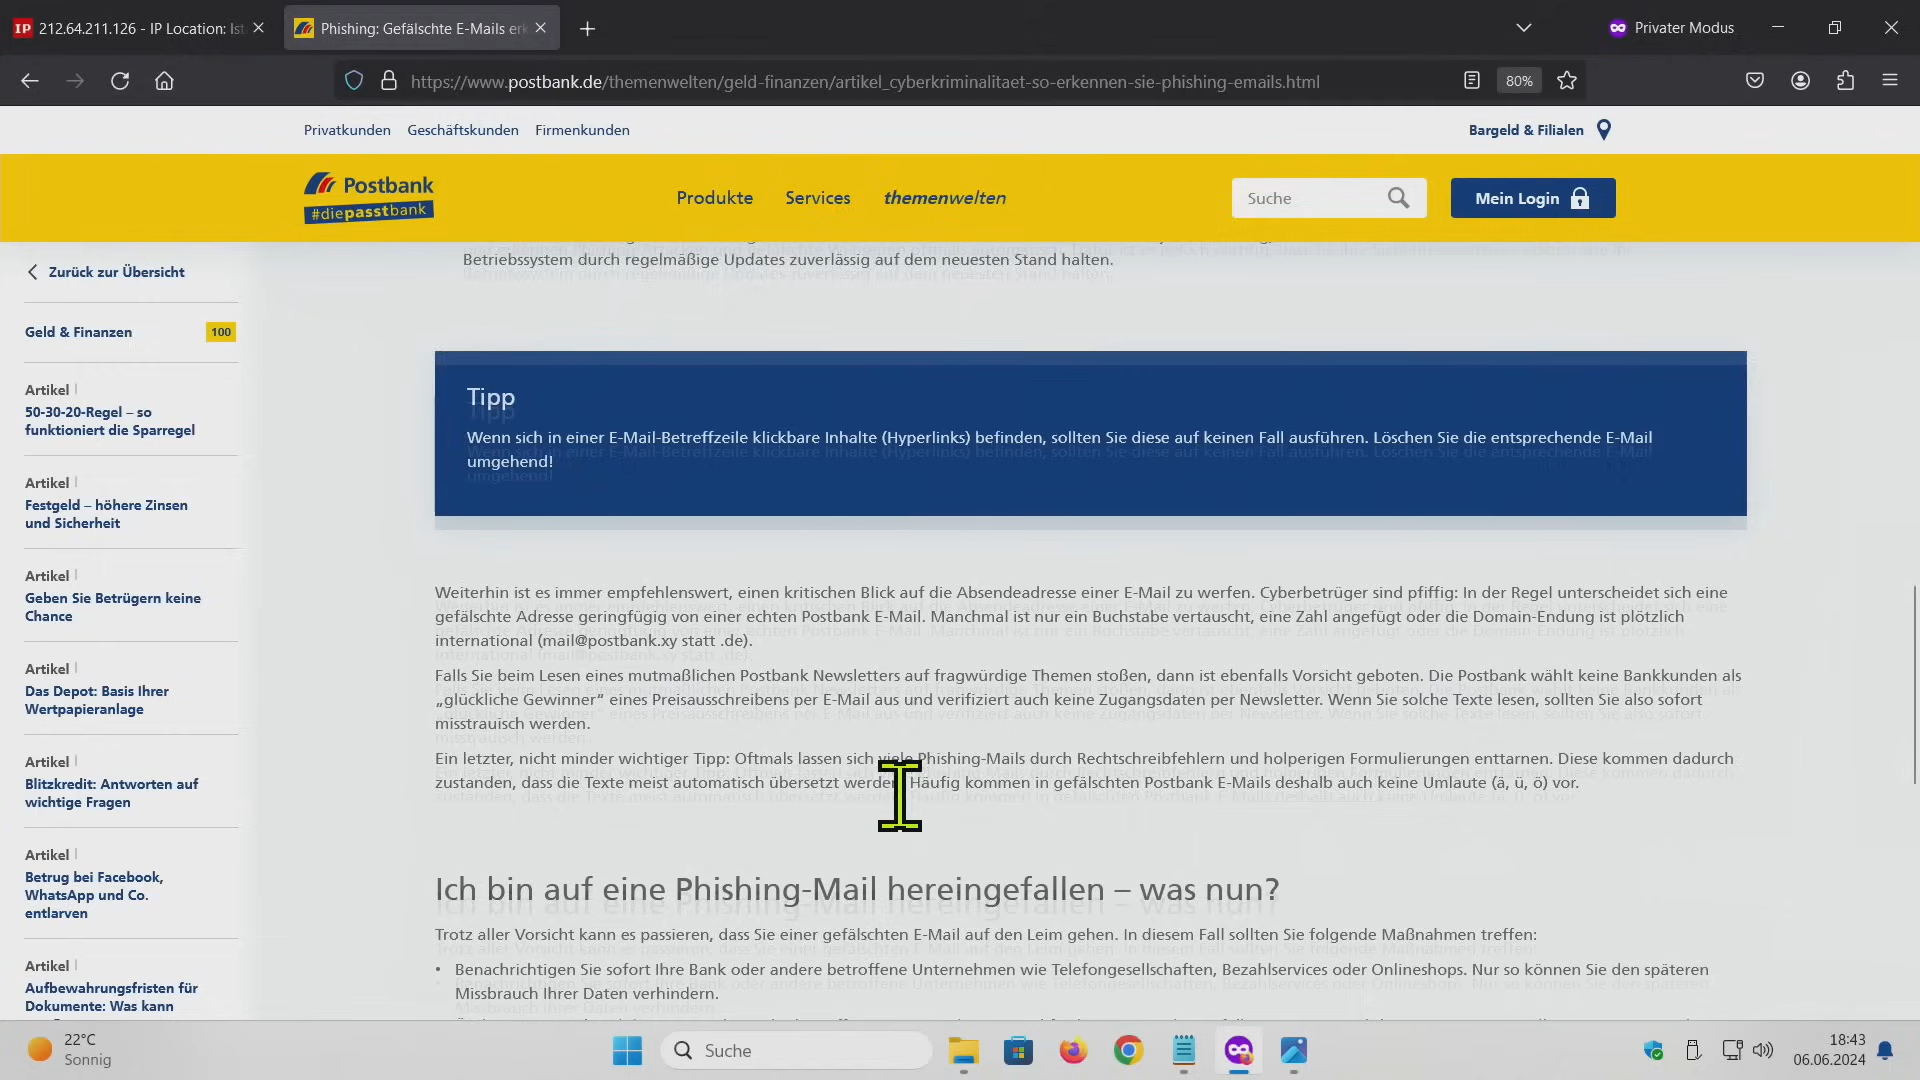 212.64.211.126 - IP Location: Ist
Phishing: Gefälschte E-Mails erk
Privater Modus
https://www.postbank.de/themenwelten/geld-finanzen/artikel_cyberkriminalitaet-so-erkennen-sie-phishing-emails.html
80%
Privatkunden Geschäftskunden Firmenkunden
Bargeld & Filialen
Postbank
#diepasstbank
Produkte Services themenwelten
Suche
Mein Login
Zurück zur Übersicht
Geld & Finanzen 100
Artikel
50-30-20-Regel – so
funktioniert die Sparregel
Artikel
Festgeld – höhere Zinsen
und Sicherheit
Artikel
Geben Sie Betrügern keine
Chance
Artikel
Das Depot: Basis Ihrer
Wertpapieranlage
Artikel
Blitzkredit: Antworten auf
wichtige Fragen
Artikel
Betrug bei Facebook,
WhatsApp und Co.
entlarven
Artikel
Aufbewahrungsfristen für
Dokumente: Was kann
Betriebssystem durch regelmäßige Updates zuverlässig auf dem neuesten Stand halten.
Tipp
Wenn sich in einer E-Mail-Betreffzeile klickbare Inhalte (Hyperlinks) befinden, sollten Sie diese auf keinen Fall ausführen. Löschen Sie die entsprechende E-Mail
umgehend!
Weiterhin ist es immer empfehlenswert, einen kritischen Blick auf die Absendeadresse einer E-Mail zu werfen. Cyberbetrüger sind pfiffig: In der Regel unterscheidet sich eine
gefälschte Adresse geringfügig von einer echten Postbank E-Mail. Manchmal ist nur ein Buchstabe vertauscht, eine Zahl angefügt oder die Domain-Endung ist plötzlich
international (mail@postbank.xy statt .de).
Falls Sie beim Lesen eines mutmaßlichen Postbank Newsletters auf fragwürdige Themen stoßen, dann ist ebenfalls Vorsicht geboten. Die Postbank wählt keine Bankkunden als
„glückliche Gewinner“ eines Preisausschreibens per E-Mail aus und verifiziert auch keine Zugangsdaten per Newsletter. Wenn Sie solche Texte lesen, sollten Sie also sofort
misstrauisch werden.
Ein letzter, nicht minder wichtiger Tipp: Oftmals lassen sich viele Phishing-Mails durch Rechtschreibfehlern und holperigen Formulierungen enttarnen. Diese kommen dadurch
zustanden, dass die Texte meist automatisch übersetzt werden. Häufig kommen in gefälschten Postbank E-Mails deshalb auch keine Umlaute (ä, ü, ö) vor.
Ich bin auf eine Phishing-Mail hereingefallen – was nun?
Trotz aller Vorsicht kann es passieren, dass Sie einer gefälschten E-Mail auf den Leim gehen. In diesem Fall sollten Sie folgende Maßnahmen treffen:
• Benachrichtigen Sie sofort Ihre Bank oder andere betroffene Unternehmen wie Telefongesellschaften, Bezahlservices oder Onlineshops. Nur so können Sie den späteren
Missbrauch Ihrer Daten verhindern.
22°C
Sonnig
Suche
18:43
06.06.2024